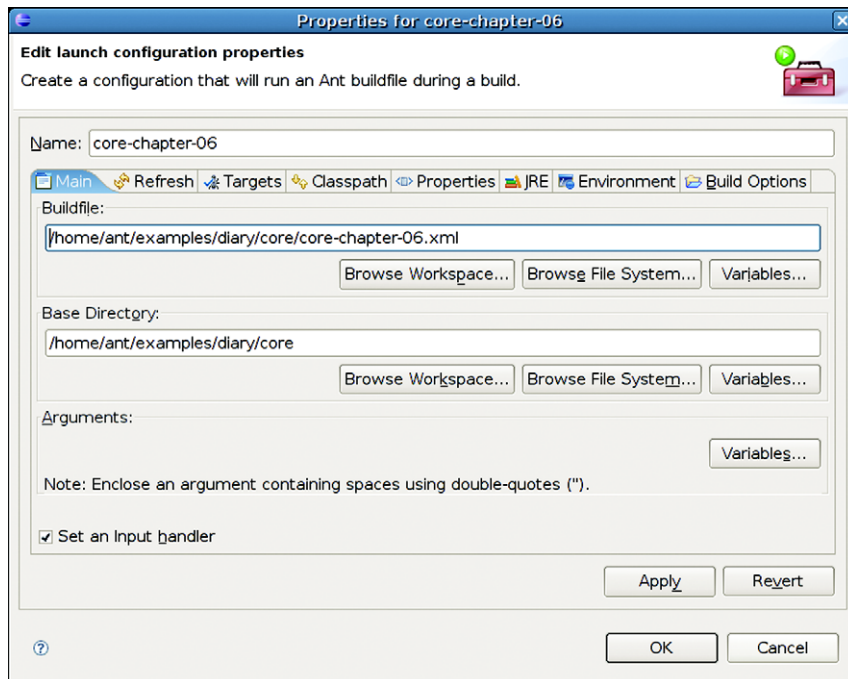 Properties for core-chapter-06
Edit launch configuration properties
Create a configuration that will run an Ant buildfile during a build.
Name: core-chapter-06
Main Refresh Targets Classpath Properties JRE Environment Build Options
Buildfile:
/home/ant/examples/diary/core/core-chapter-06.xml
Browse Workspace... Browse File System... Variables...
Base Directory:
/home/ant/examples/diary/core
Browse Workspace... Browse File System... Variables...
Arguments:
Variables...
Note: Enclose an argument containing spaces using double-quotes (").
Set an Input handler
Apply Revert
OK Cancel